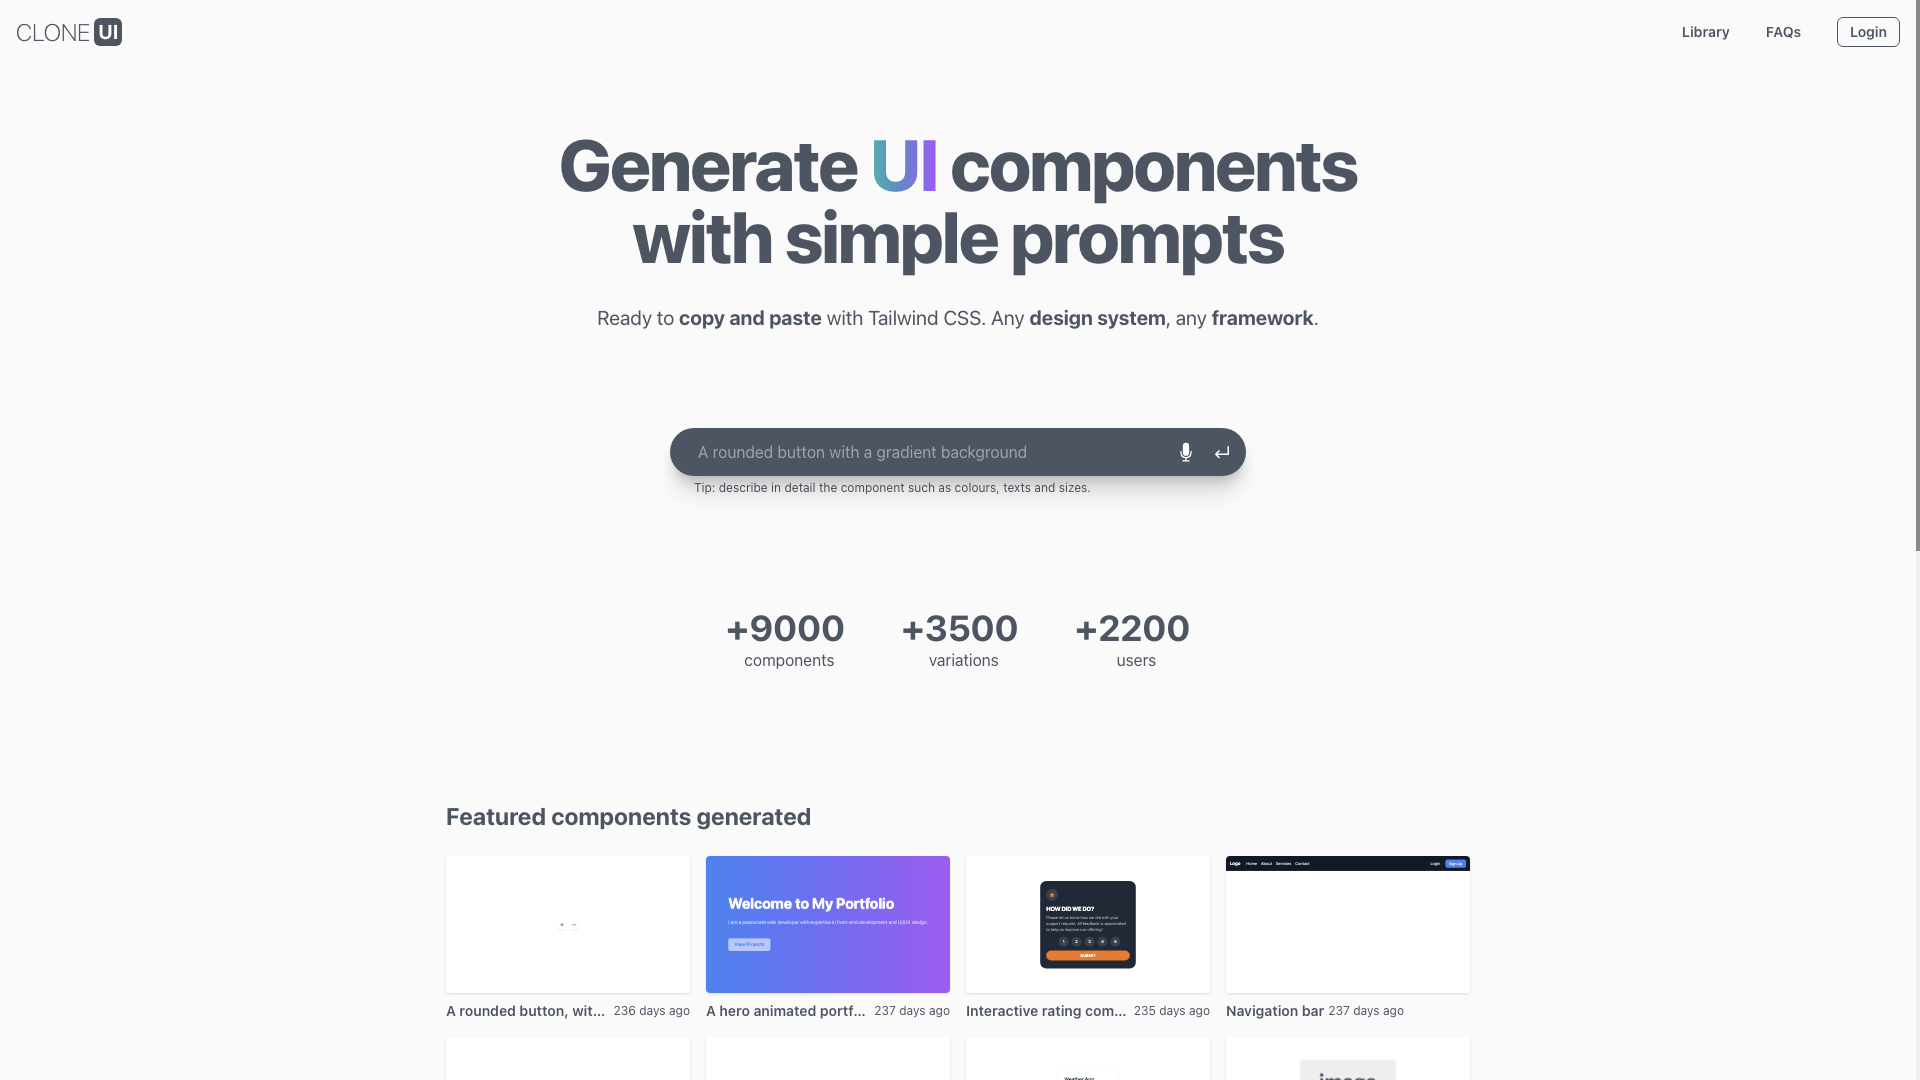 CLONE UI
Library
FAQs
Login
Generate UI components
with simple prompts
Ready to copy and paste with Tailwind CSS. Any design system, any framework.
A rounded button with a gradient background
Tip: describe in detail the component such as colours, texts and sizes.
+9000
components
+3500
variations
+2200
users
Featured components generated
+ −
Welcome to My Portfolio
I am a passionate web developer with expertise in front-end development and UI/UX design.
View Projects
HOW DID WE DO?
Please let us know how we did with your
support request. All feedback is appreciated
to help us improve our offering!
1 2 3 4 5
SUBMIT
Logo Home About Services Contact
Login Sign Up
A rounded button, wit... 236 days ago
A hero animated portf... 237 days ago
Interactive rating com... 235 days ago
Navigation bar 237 days ago
Weather App
image